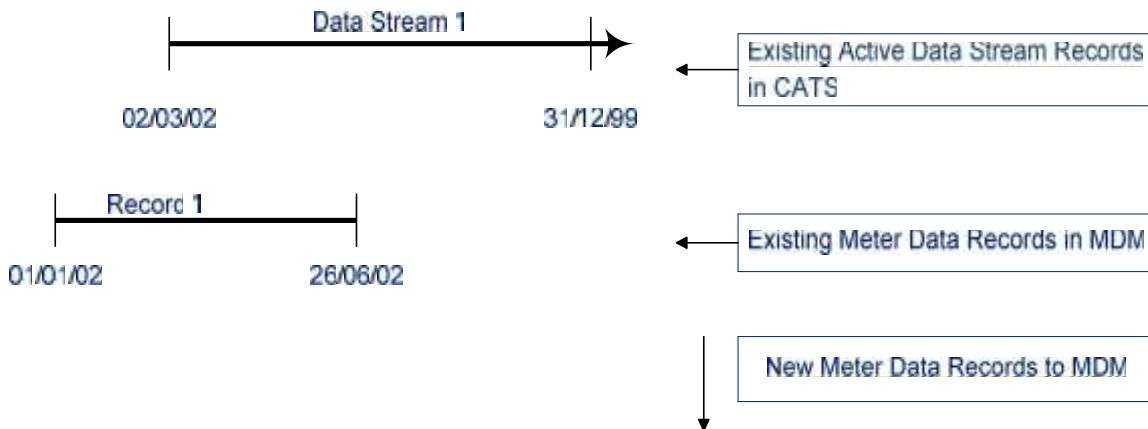 Data Stream 1
02/03/02
31/12/99
Existing Active Data Stream Records
in CATS
Record 1
01/01/02
26/06/02
Existing Meter Data Records in MDM
New Meter Data Records to MDM